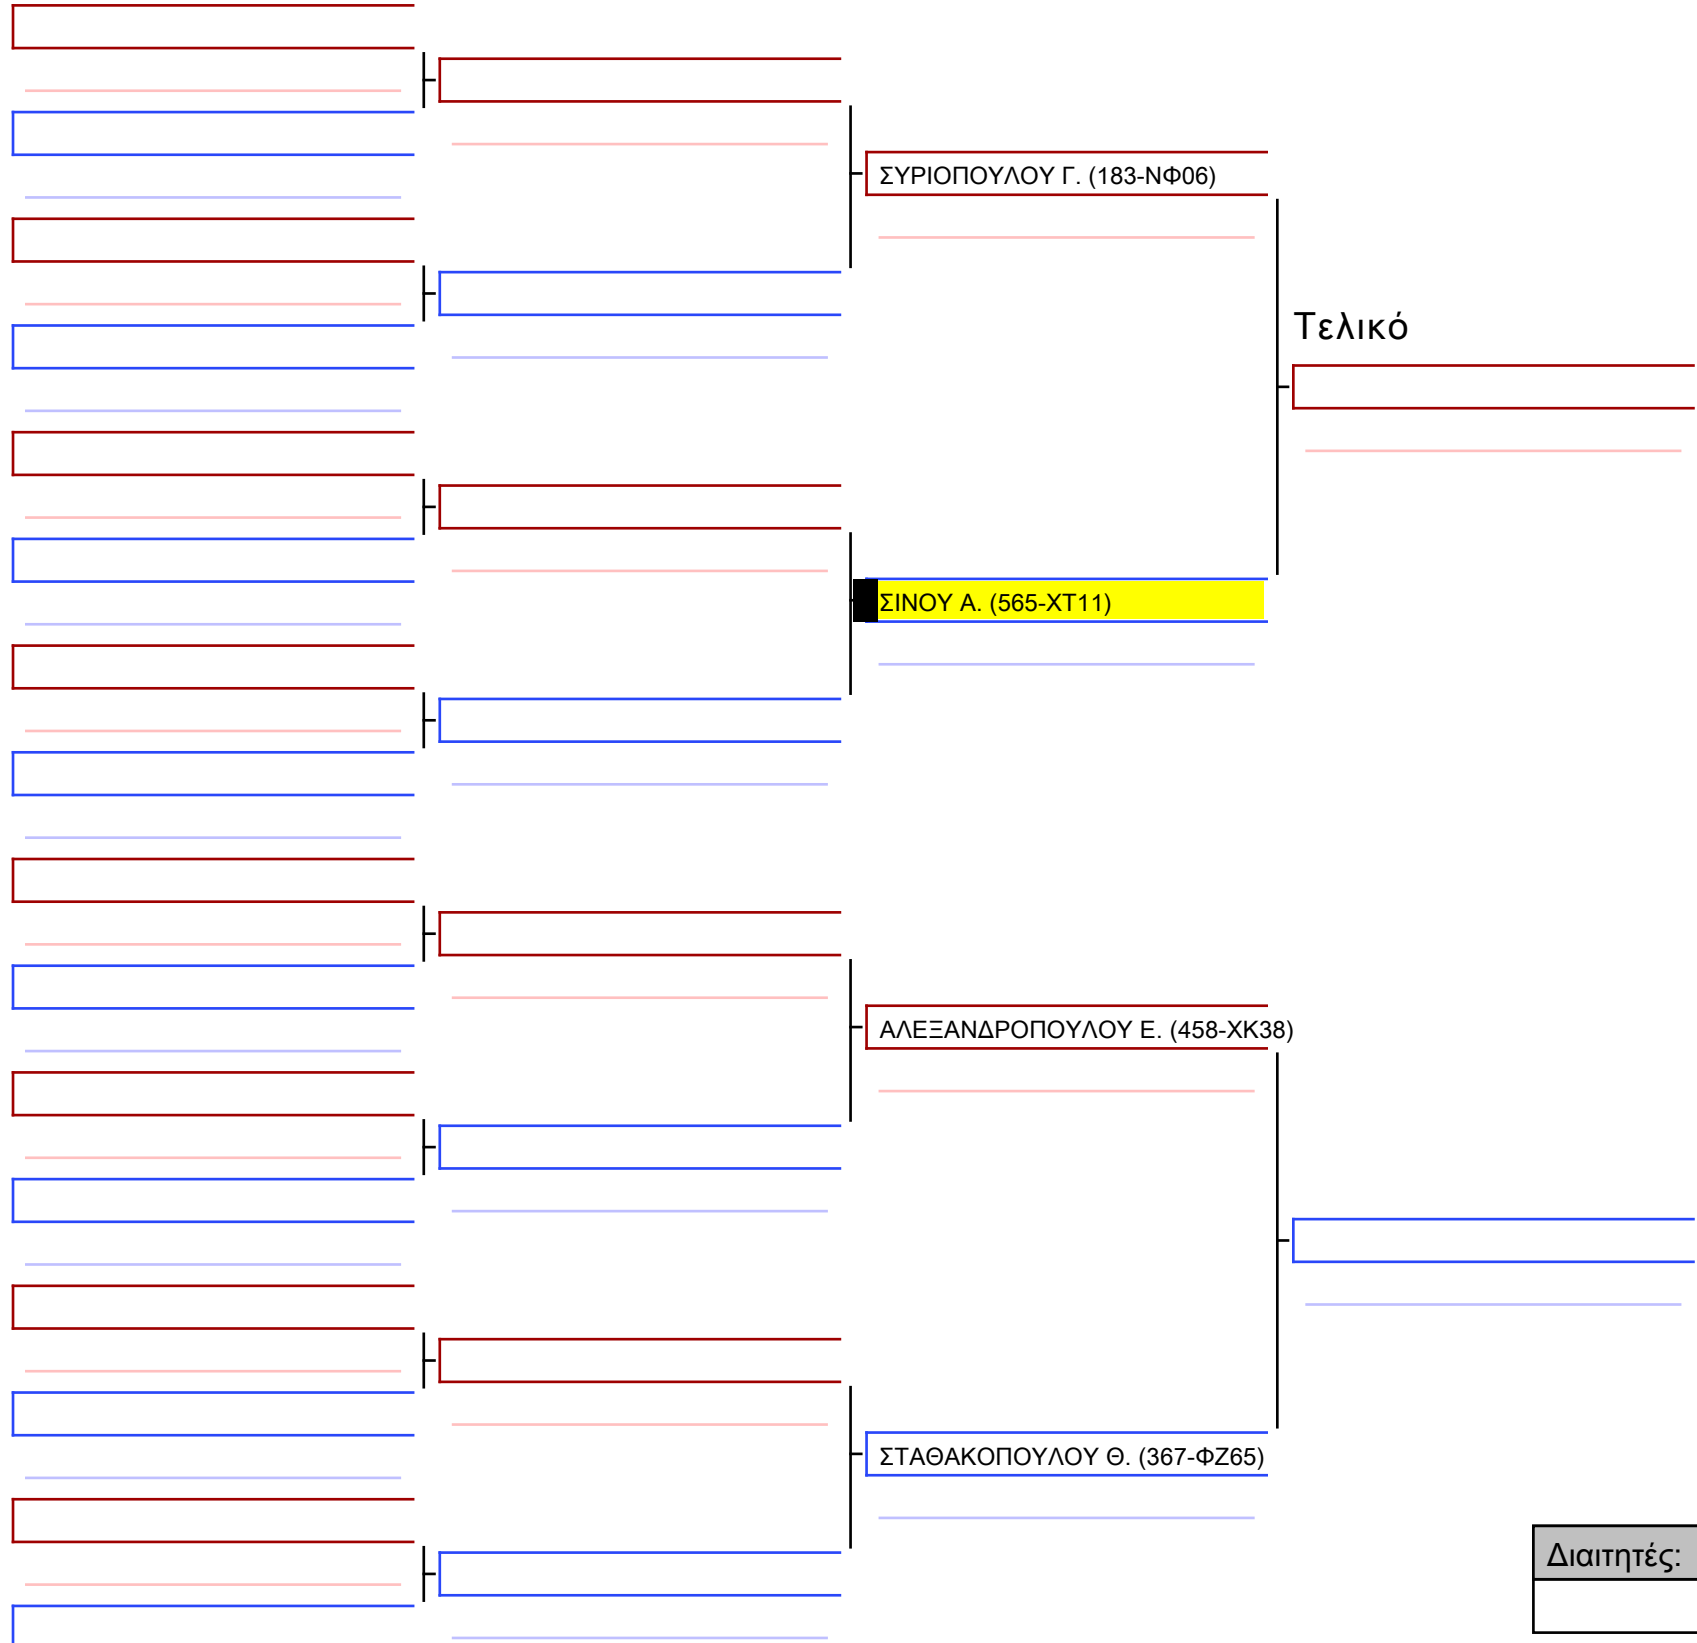 ΣΥΡΙΟΠΟΥΛΟΥ Γ. (183-ΝΦ06)
Τελικό
ΣΙΝΟΥ Α. (565-ΧΤ11)
ΑΛΕΞΑΝΔΡΟΠΟΥΛΟΥ Ε. (458-ΧΚ38)
ΣΤΑΘΑΚΟΠΟΥΛΟΥ Θ. (367-ΦΖ65)
Διαιτητές: